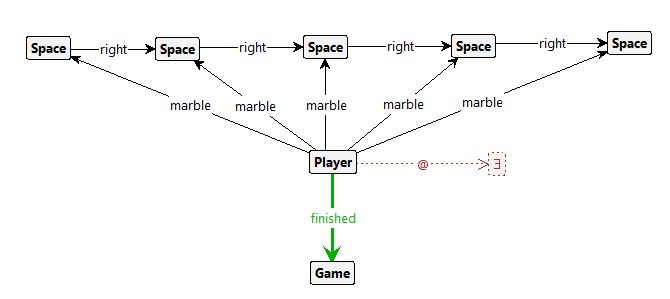 Space right Space right Space right Space right Space
marble marble marble marble marble
Player @ ∃
finished
Game